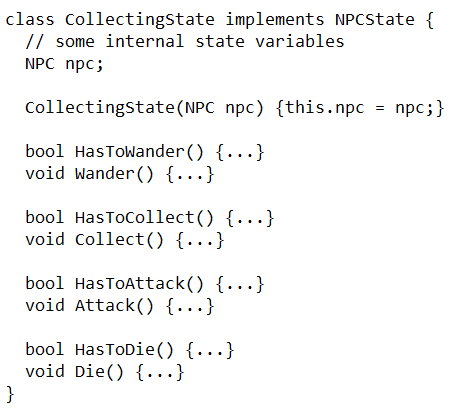 class CollectingState implements NPCState {
// some internal state variables
NPC npc;
CollectingState(NPC npc) {this.npc = npc;}
bool HasToWander() {...}
void Wander() {...}
bool HasToCollect() {...}
void Collect() {...}
bool HasToAttack() {...}
void Attack() {...}
bool HasToDie() {...}
void Die() {...}
}